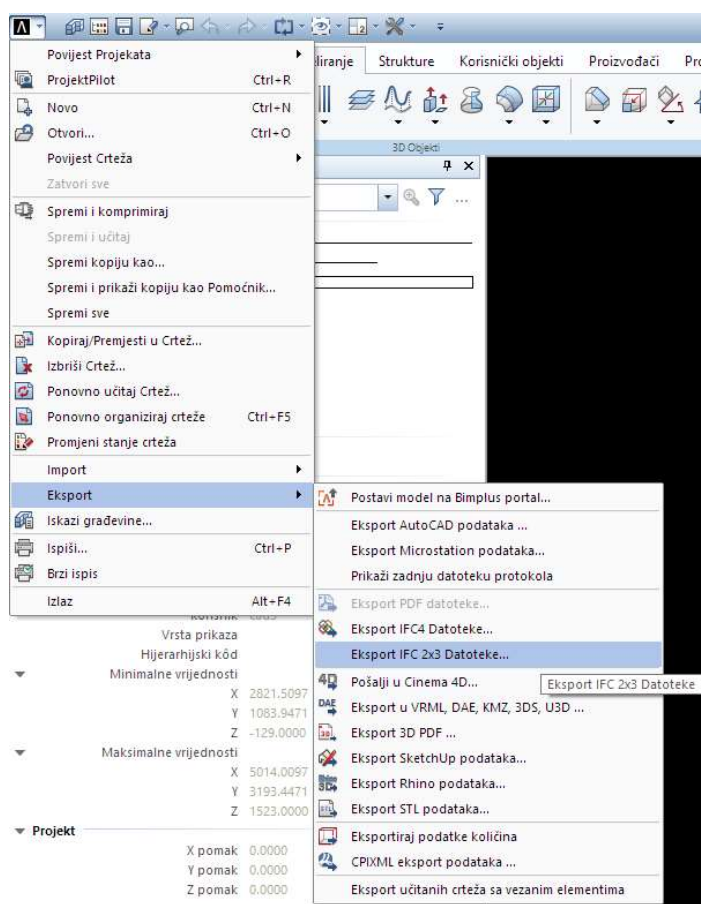 Povijest Projekata
ProjektPilot Ctrl+R
Novo Ctrl+N
Otvori... Ctrl+O
Povijest Crteža
Zatvori sve
Spremi i komprimiraj
Spremi i učitaj
Spremi kopiju kao...
Spremi i prikaži kopiju kao Pomoćnik...
Spremi sve
Kopiraj/Premjesti u Crtež...
Izbriši Crtež...
Ponovno učitaj Crtež...
Ponovno organiziraj crteže Ctrl+F5
Promjeni stanje crteža
Import
Eksport
Iskazi građevine...
Ispiši... Ctrl+P
Brzi ispis
Izlaz Alt+F4
liranje Strukture Korisnički objekti Proizvođači Pro
3D Objekti
...
Postavi model na Bimplus portal...
Eksport AutoCAD podataka ...
Eksport Microstation podataka...
Prikaži zadnju datoteku protokola
Eksport PDF datoteke...
Eksport IFC4 Datoteke...
Eksport IFC 2x3 Datoteke...
Eksport IFC 2x3 Datoteke
Pošalji u Cinema 4D...
Eksport u VRML, DAE, KMZ, 3DS, U3D ...
Eksport 3D PDF ...
Eksport SketchUp podataka...
Eksport Rhino podataka...
Eksport STL podataka...
Eksportiraj podatke količina
CPIXML eksport podataka ...
Eksport učitanih crteža sa vezanim elementima
Vrsta prikaza
Hijerarhijski kôd
Minimalne vrijednosti
X 2821.5097
Y 1083.9471
Z -129.0000
Maksimalne vrijednosti
X 5014.0097
Y 3193.4471
Z 1523.0000
Projekt
X pomak 0.0000
Y pomak 0.0000
Z pomak 0.0000